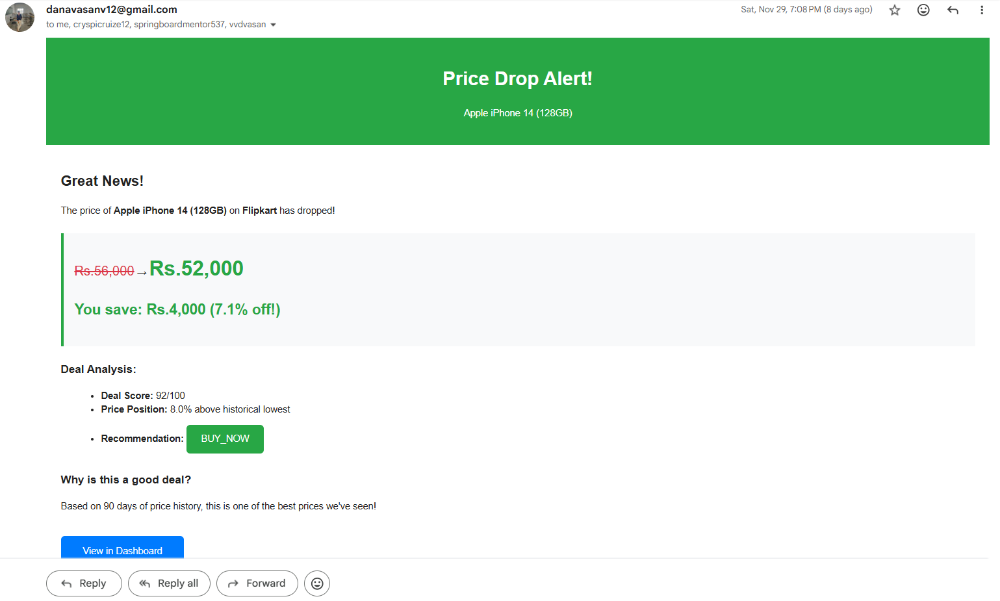 danavasanv12@gmail.com
Sat, Nov 29, 7:08 PM (8 days ago)
to me, cryspicruize12, springboardmentor537, vvdvasan
Price Drop Alert!
Apple iPhone 14 (128GB)
Great News!
The price of Apple iPhone 14 (128GB) on Flipkart has dropped!
Rs.56,000 → Rs.52,000
You save: Rs.4,000 (7.1% off!)
Deal Analysis:
• Deal Score: 92/100
• Price Position: 8.0% above historical lowest
• Recommendation: BUY_NOW
Why is this a good deal?
Based on 90 days of price history, this is one of the best prices we've seen!
View in Dashboard
Reply Reply all Forward